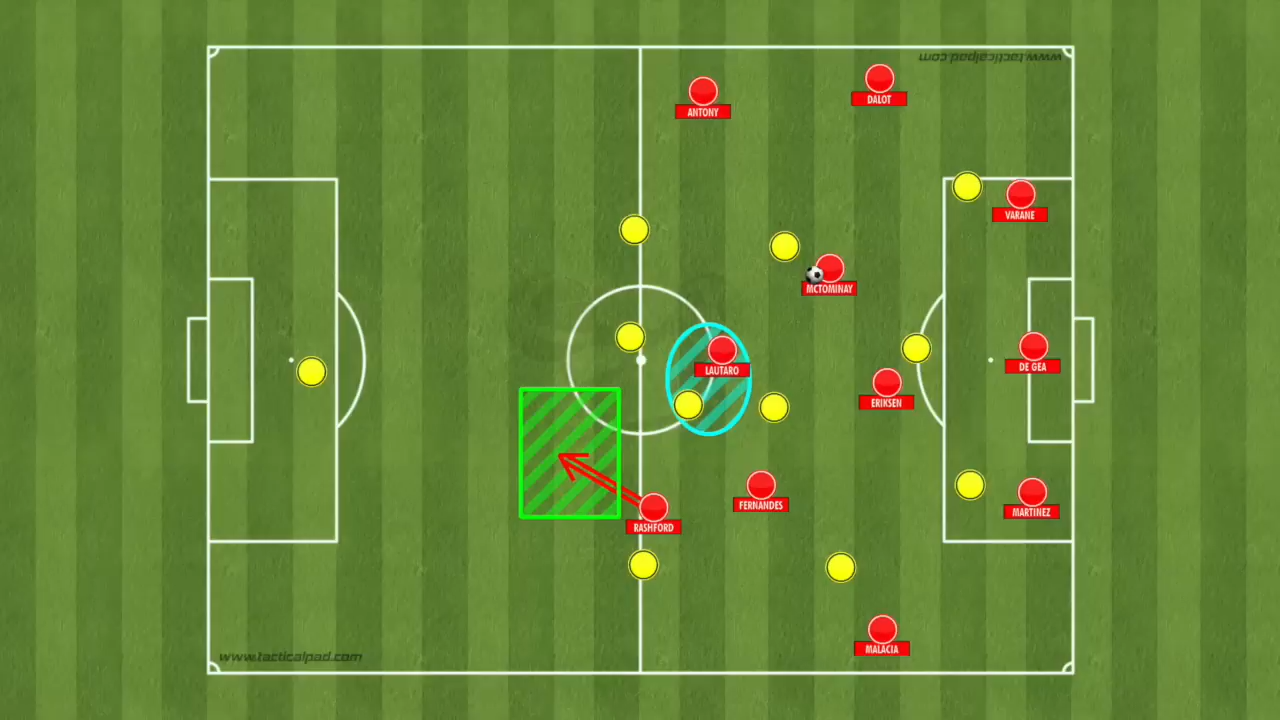 www.tacticalpad.com
DALOT
ANTONY
VARANE
MCTOMINAY
DE GEA
LAUTARO
ERIKSEN
FERNANDES
MARTINEZ
RASHFORD
MALACIA
www.tacticalpad.com